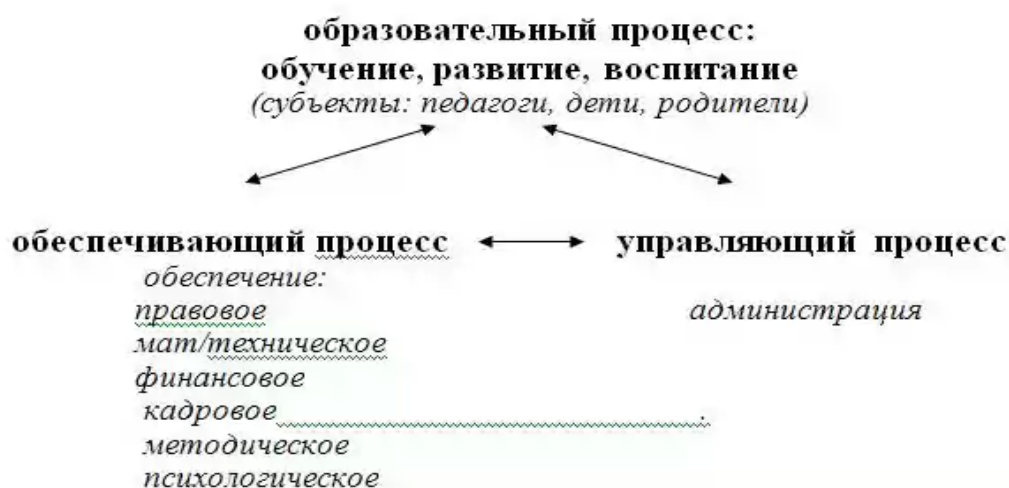 образовательный процесс:
обучение, развитие, воспитание
(субъекты: педагоги, дети, родители)
обеспечивающий процесс
управляющий процесс
обеспечение:
правовое
администрация
мат/техническое
финансовое
кадровое .
методическое
психологическое